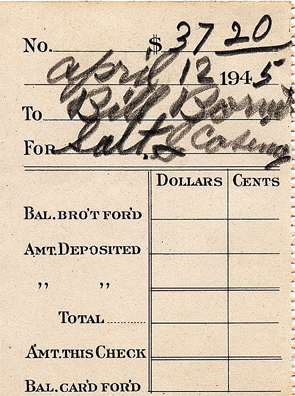 No. $ 37 20
April 12 1945
To Bill
For Salt. & Casing
DOLLARS CENTS
BAL. BRO'T FOR'D
AMT. DEPOSITED
" "
TOTAL
AMT. THIS CHECK
BAL. CAR'D FOR'D